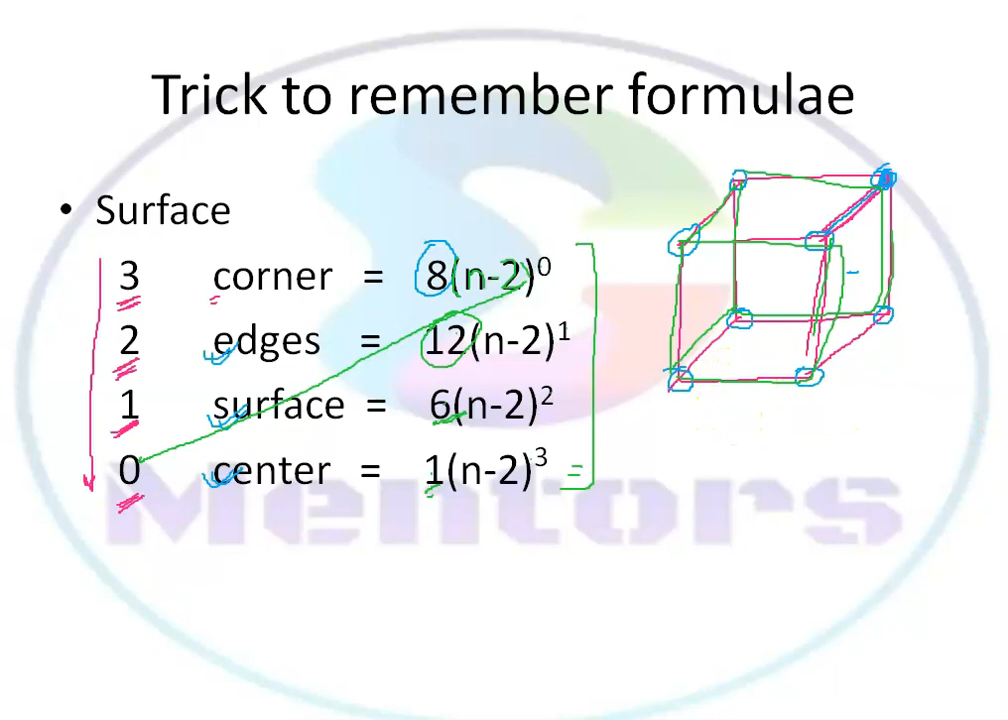 Trick to remember formulae
• Surface
3 corner = 8(n-2)⁰
2 edges = 12(n-2)¹
1 surface = 6(n-2)²
0 center = 1(n-2)³ =
Mentors